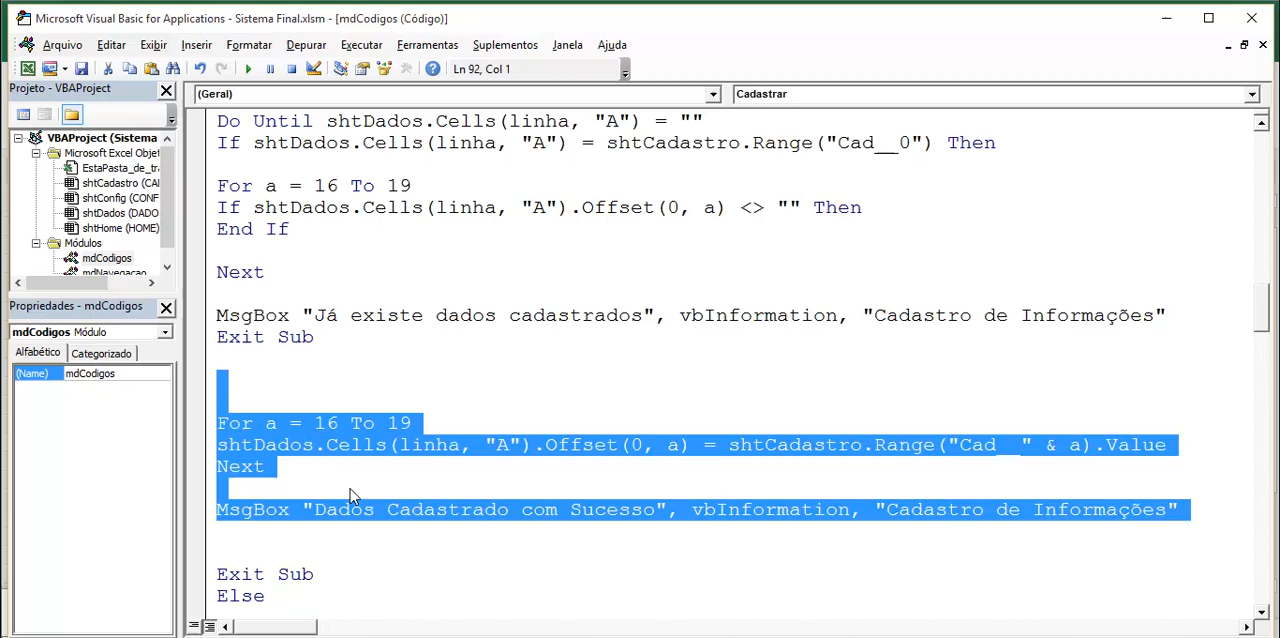 Microsoft Visual Basic for Applications - Sistema Final.xlsm - [mdCodigos (Código)]
Arquivo Editar Exibir Inserir Formatar Depurar Executar Ferramentas Suplementos Janela Ajuda
Ln 92, Col 1
Projeto - VBAProject
VBAProject (Sistema
Microsoft Excel Objet
EstaPasta_de_tr
shtCadastro (CA
shtConfig (CONF
shtDados (DADO
shtHome (HOME)
Módulos
mdCodigos
mdNavegacao
Propriedades - mdCodigos
mdCodigos Módulo
Alfabético Categorizado
(Name) mdCodigos
(Geral) Cadastrar
Do Until shtDados.Cells(linha, "A") = ""
If shtDados.Cells(linha, "A") = shtCadastro.Range("Cad__0") Then
For a = 16 To 19
If shtDados.Cells(linha, "A").Offset(0, a) <> "" Then
End If
Next
MsgBox "Já existe dados cadastrados", vbInformation, "Cadastro de Informações"
Exit Sub
For a = 16 To 19
shtDados.Cells(linha, "A").Offset(0, a) = shtCadastro.Range("Cad__" & a).Value
Next
MsgBox "Dados Cadastrado com Sucesso", vbInformation, "Cadastro de Informações"
Exit Sub
Else